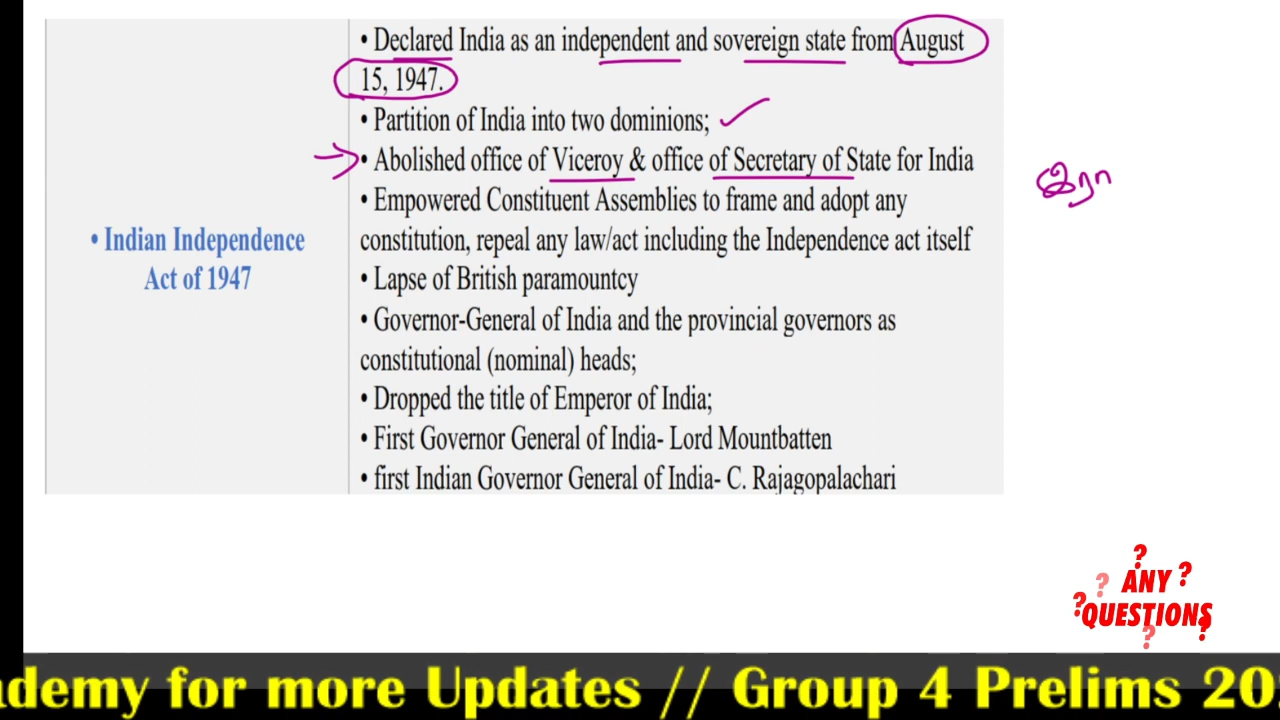 • Declared India as an independent and sovereign state from August
15, 1947.
• Partition of India into two dominions;
• Abolished office of Viceroy & office of Secretary of State for India
இரா
• Empowered Constituent Assemblies to frame and adopt any
constitution, repeal any law/act including the Independence act itself
• Indian Independence
Act of 1947
• Lapse of British paramountcy
• Governor-General of India and the provincial governors as
constitutional (nominal) heads;
• Dropped the title of Emperor of India;
• First Governor General of India- Lord Mountbatten
• first Indian Governor General of India- C. Rajagopalachari
? ANY ?
? QUESTIONS ?
ademy for more Updates // Group 4 Prelims 20